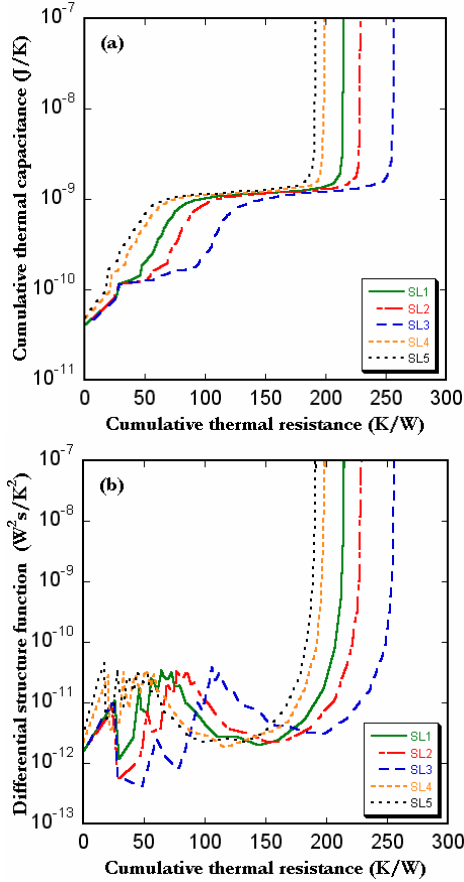 (a)
Cumulative thermal capacitance (J/K)
10⁻⁷
10⁻⁸
10⁻⁹
10⁻¹⁰
10⁻¹¹
SL1
SL2
SL3
SL4
SL5
0 50 100 150 200 250 300
Cumulative thermal resistance (K/W)
(b)
Differential structure function (W²s/K²)
10⁻⁷
10⁻⁸
10⁻⁹
10⁻¹⁰
10⁻¹¹
10⁻¹²
10⁻¹³
SL1
SL2
SL3
SL4
SL5
0 50 100 150 200 250 300
Cumulative thermal resistance (K/W)